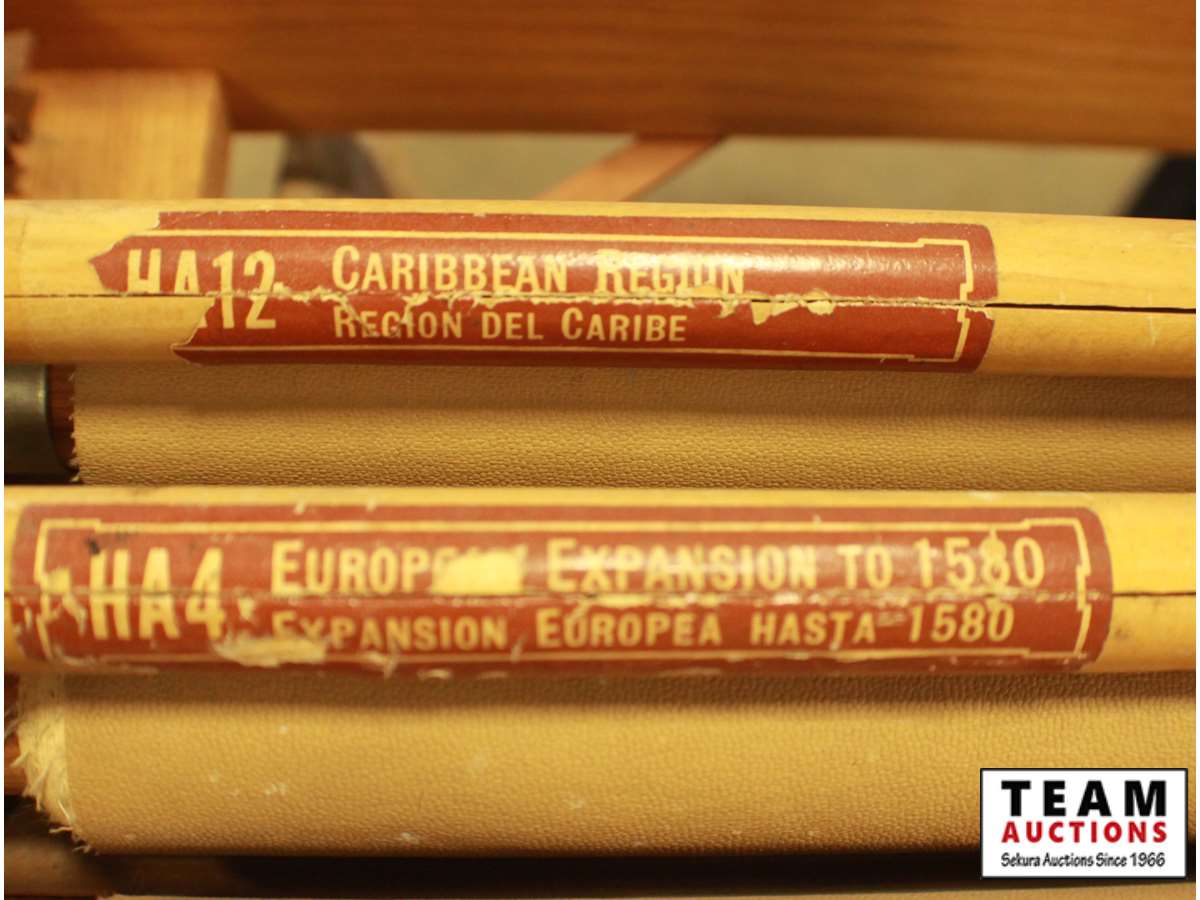 HA12 CARIBBEAN REGION
REGION DEL CARIBE
HA4 EUROPEAN EXPANSION TO 1580
EXPANSION EUROPEA HASTA 1580
TEAM
AUCTIONS
Sekura Auctions Since 1966